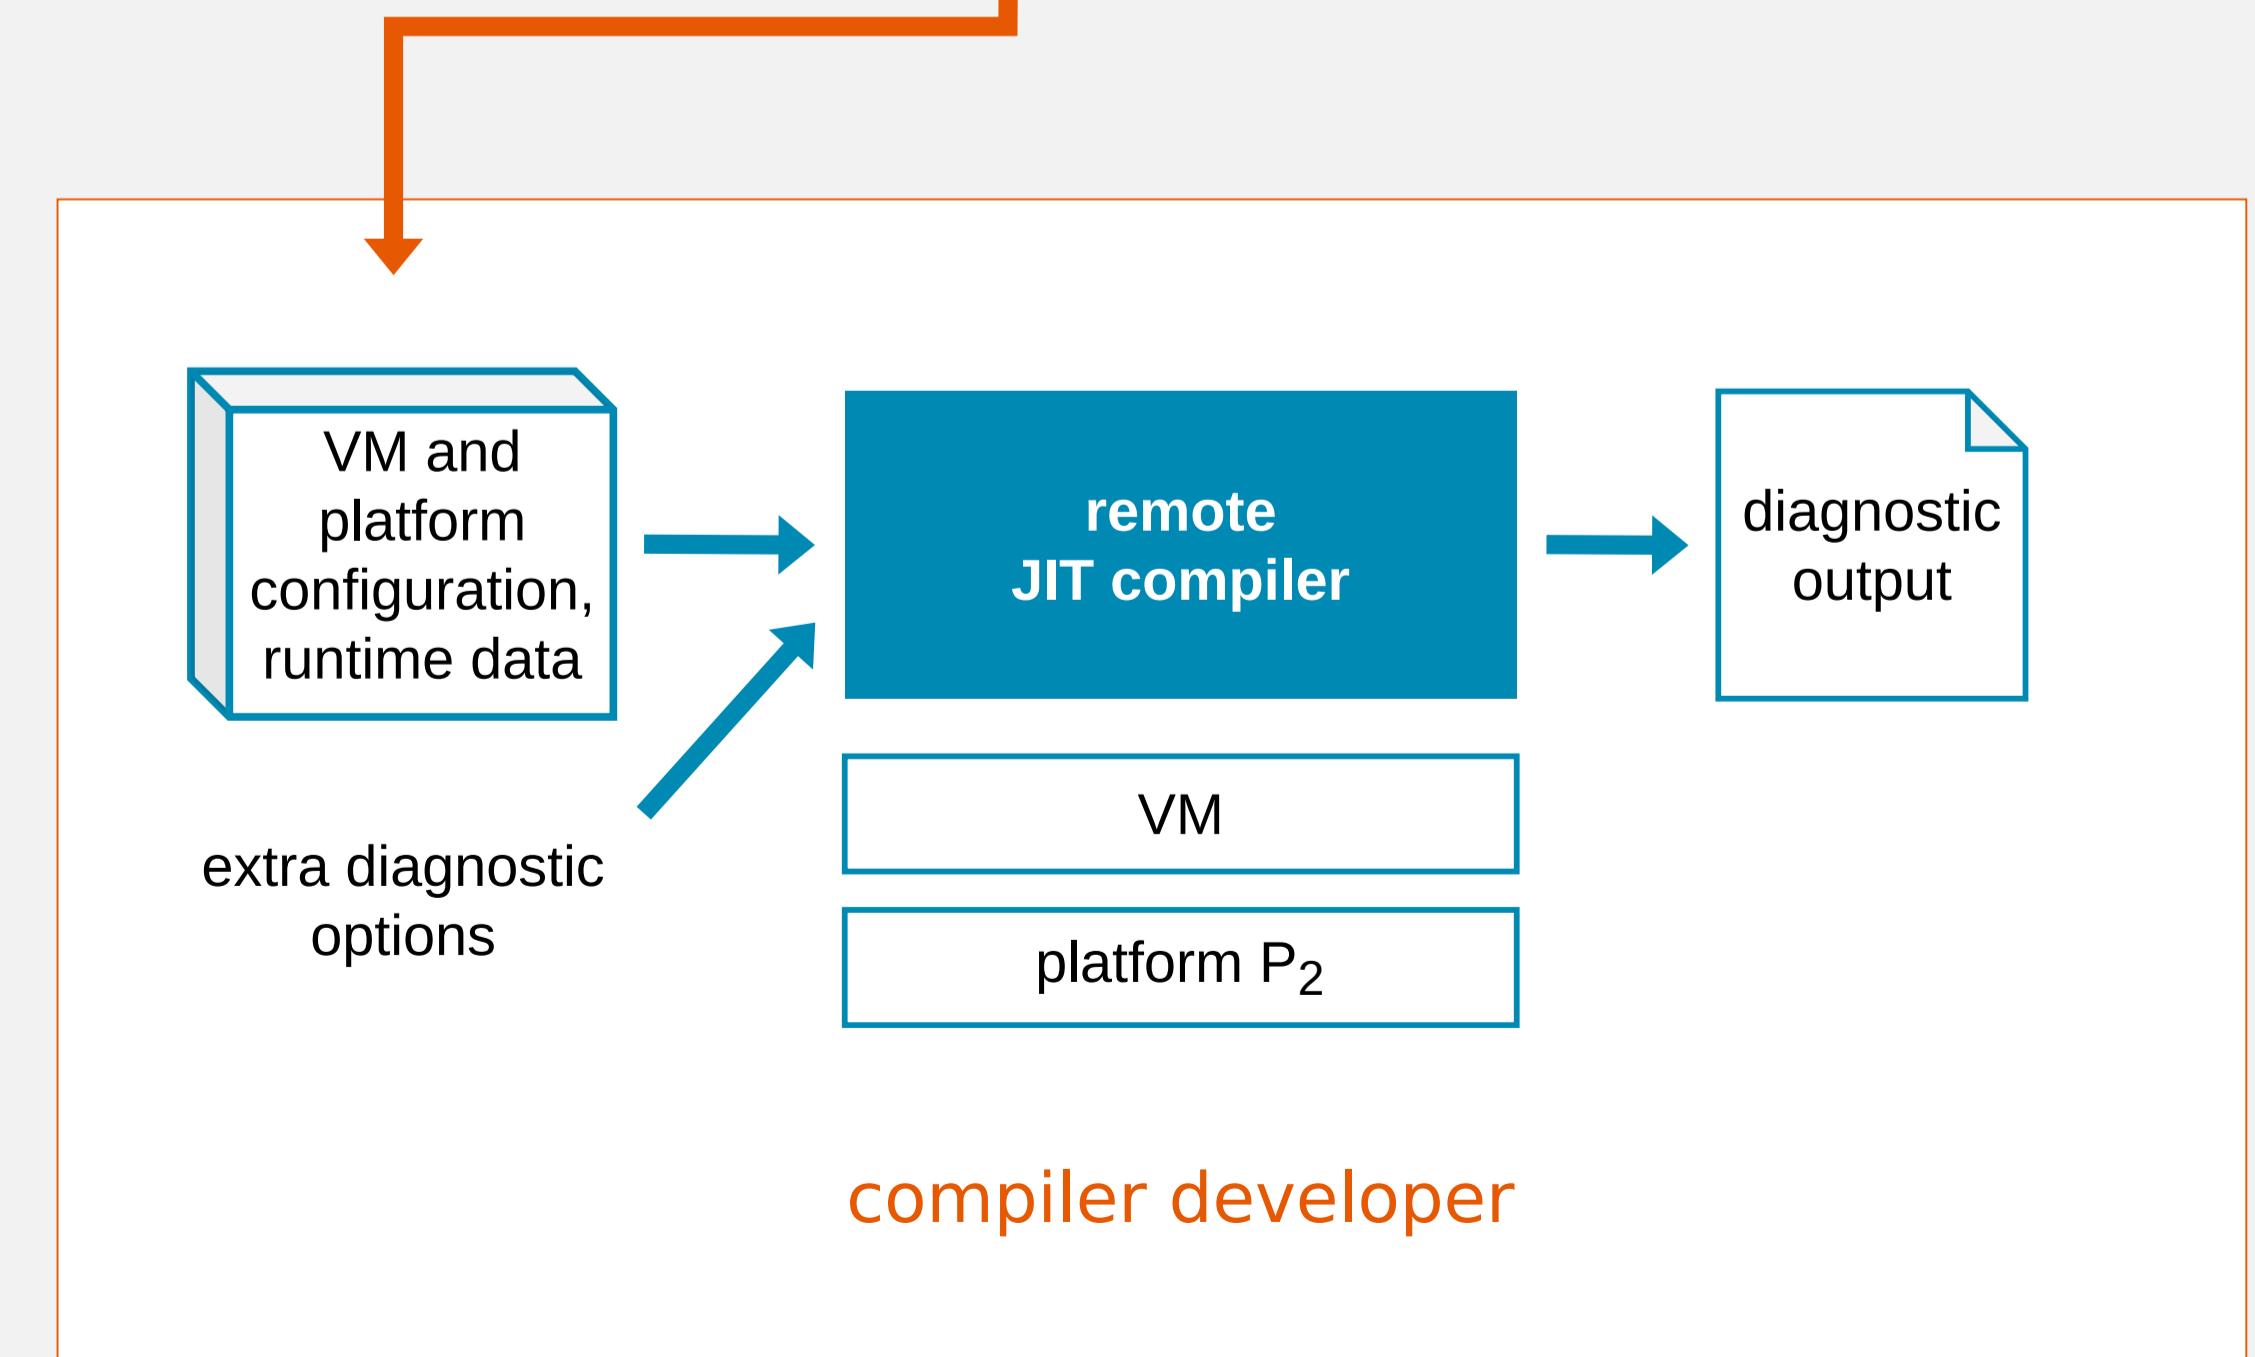 VM and
platform
configuration,
runtime data
remote
JIT compiler
diagnostic
output
extra diagnostic
options
VM
platform P₂
compiler developer